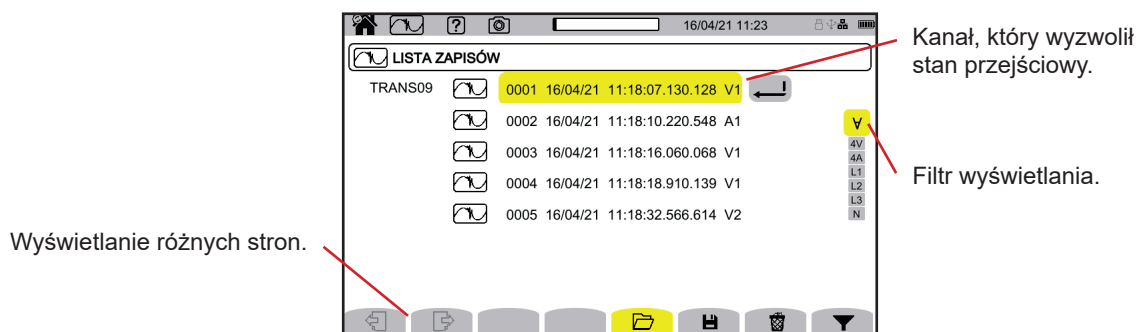 16/04/21 11:23
LISTA ZAPISÓW
TRANS09
0001 16/04/21 11:18:07.130.128 V1
0002 16/04/21 11:18:10.220.548 A1
0003 16/04/21 11:18:16.060.068 V1
0004 16/04/21 11:18:18.910.139 V1
0005 16/04/21 11:18:32.566.614 V2
∀
4V
4A
L1
L2
L3
N
Kanał, który wyzwolił
stan przejściowy.
Filtr wyświetlania.
Wyświetlanie różnych stron.